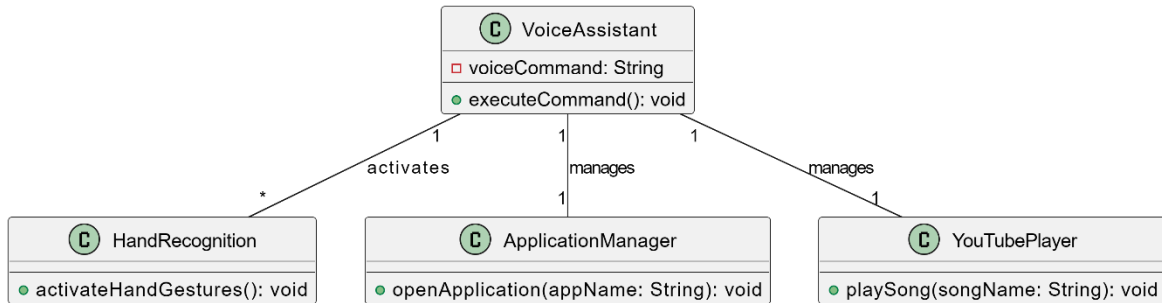 C VoiceAssistant
voiceCommand: String
executeCommand(): void
1 1 1
activates manages manages
* 1 1
C HandRecognition C ApplicationManager C YouTubePlayer
activateHandGestures(): void openApplication(appName: String): void playSong(songName: String): void